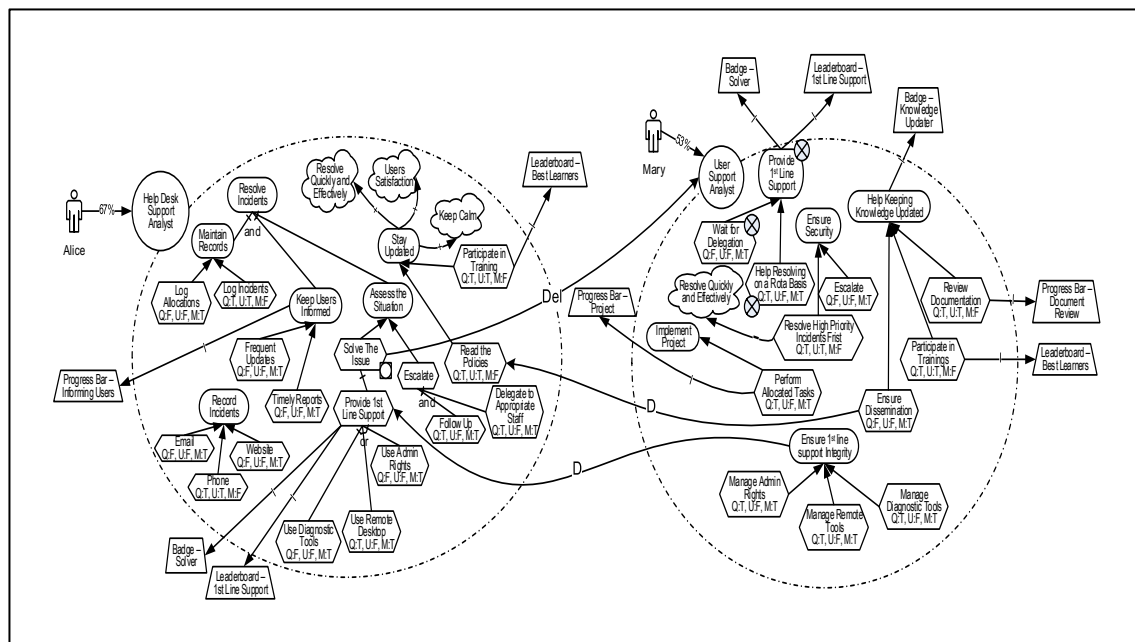 Badge –
Solver
Leaderboard –
1st Line Support
Badge –
Knowledge
Updater
Leaderboard –
Best Learners
67%
Alice
Help Desk
Support
Analyst
Resolve
Incidents
and
Maintain
Records
Log
Allocations
Q:F, U:F, M:T
Log Incidents
Q:T, U:T, M:F
Resolve
Quickly and
Effectively
Users
Satisfaction
Keep Calm
Stay
Updated
Participate in
Training
Q:T, U:T, M:F
Keep Users
Informed
Frequent
Updates
Q:F, U:F, M:T
Timely Reports
Q:F, U:F, M:T
Progress Bar –
Informing Users
Assess the
Situation
Solve The
Issue
Escalate
and
Read the
Policies
Q:T, U:T, M:F
Delegate to
Appropriate
Staff
Q:T, U:F, M:T
Follow Up
Q:T, U:F, M:T
Record
Incidents
Email
Q:F, U:F, M:T
Website
Q:F, U:F, M:T
Phone
Q:T, U:T, M:F
Provide 1st
Line Support
or
Use Admin
Rights
Q:F, U:F, M:T
Use Remote
Desktop
Q:T, U:F, M:T
Use Diagnostic
Tools
Q:F, U:F, M:T
Badge –
Solver
Leaderboard –
1st Line Support
Del
D
D
53%
Mary
User
Support
Analyst
Provide
1st Line
Support
Wait for
Delegation
Q:F, U:F, M:T
Help Resolving
on a Rota Basis
Q:T, U:F, M:T
Ensure
Security
Escalate
Q:F, U:F, M:T
Resolve Quickly
and Effectively
Resolve High Priority
Incidents Frist
Q:T, U:T, M:F
Progress Bar –
Project
Implement
Project
Perform
Allocated Tasks
Q:T, U:F, M:T
Help Keeping
Knowledge Updated
Review
Documentation
Q:T, U:T, M:F
Progress Bar –
Document
Review
Participate in
Trainings
Q:T, U:T, M:F
Leaderboard –
Best Learners
Ensure
Dissemination
Q:F, U:F, M:T
Ensure 1st line
support Integrity
Manage Admin
Rights
Q:T, U:F, M:T
Manage Remote
Tools
Q:T, U:F, M:T
Manage
Diagnostic Tools
Q:T, U:F, M:T